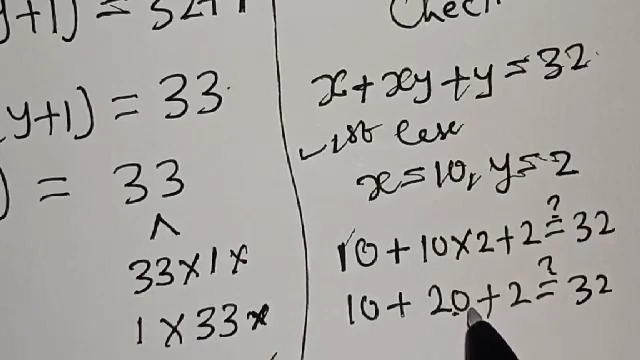 y+1) = 32+1
(y+1) = 33
) = 33
33×1×
1×33×
Check
x+xy+y=32
✓1st Case
x=10, y=2
10+10×2+2≟32
10+20+2≟32